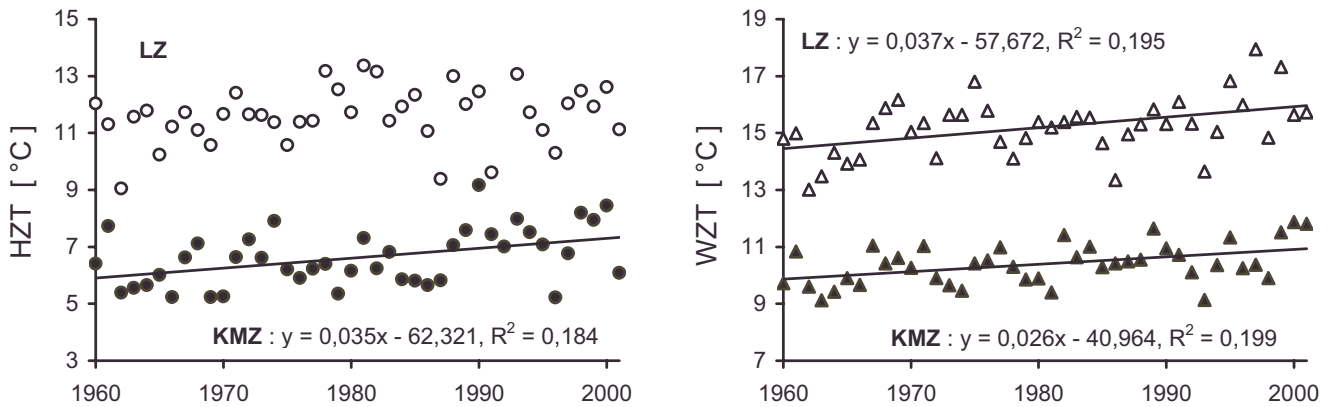 HZT [ °C ]
15
13
11
9
7
5
3
LZ
KMZ : y = 0,035x - 62,321, R² = 0,184
1960 1970 1980 1990 2000
WZT [ °C ]
19
17
15
13
11
9
7
LZ : y = 0,037x - 57,672, R² = 0,195
KMZ : y = 0,026x - 40,964, R² = 0,199
1960 1970 1980 1990 2000